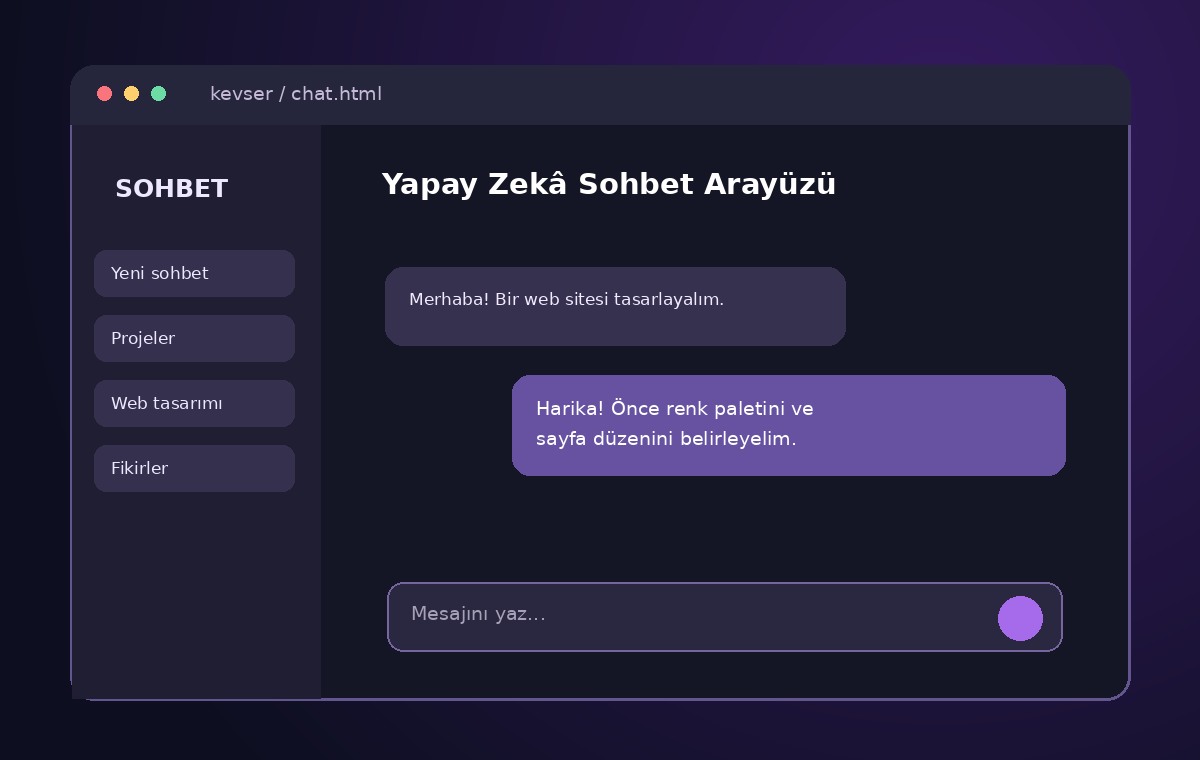 kevser / chat.html
SOHBET
Yeni sohbet
Projeler
Web tasarımı
Fikirler
Yapay Zekâ Sohbet Arayüzü
Merhaba! Bir web sitesi tasarlayalım.
Harika! Önce renk paletini ve
sayfa düzenini belirleyelim.
Mesajını yaz...